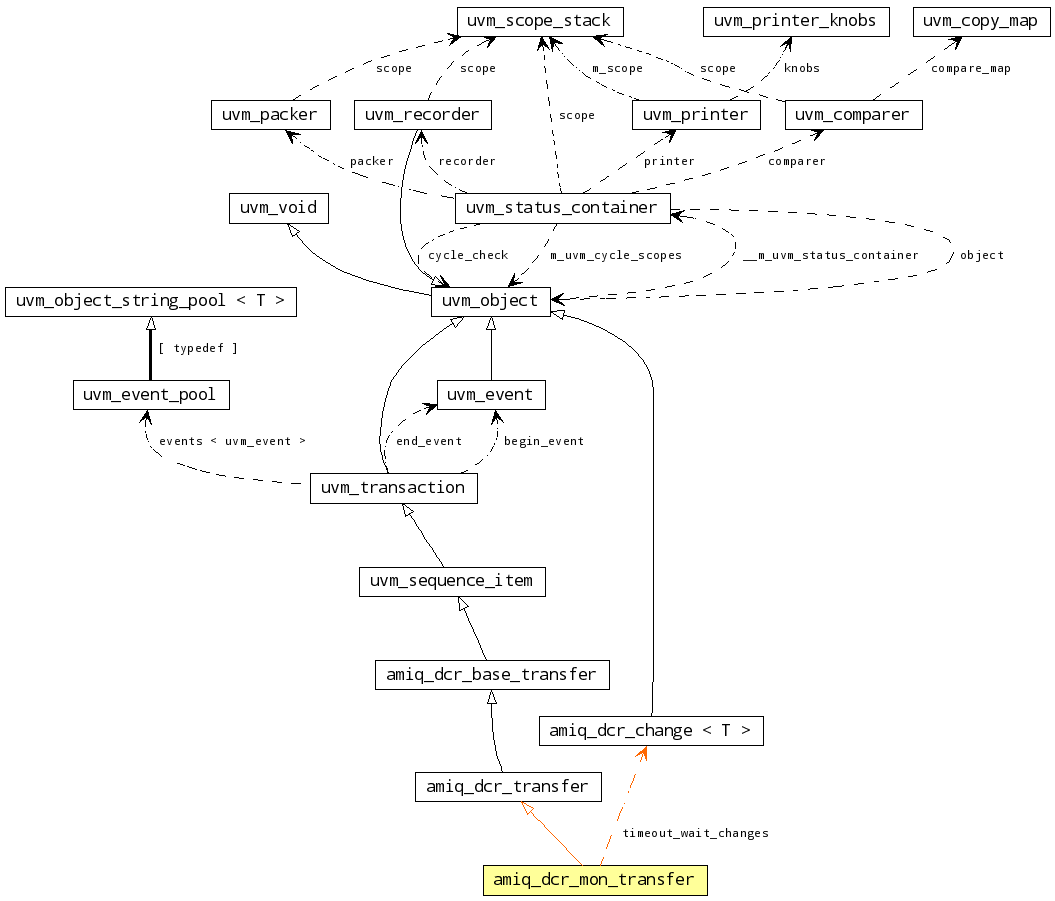 uvm_scope_stack
uvm_printer_knobs
uvm_copy_map
scope
scope
m_scope
scope
knobs
compare_map
uvm_packer
uvm_recorder
uvm_printer
uvm_comparer
scope
packer
recorder
printer
comparer
uvm_void
uvm_status_container
cycle_check
m_uvm_cycle_scopes
__m_uvm_status_container
object
uvm_object_string_pool < T >
uvm_object
[ typedef ]
uvm_event_pool
uvm_event
events < uvm_event >
end_event
begin_event
uvm_transaction
uvm_sequence_item
amiq_dcr_base_transfer
amiq_dcr_change < T >
amiq_dcr_transfer
timeout_wait_changes
amiq_dcr_mon_transfer